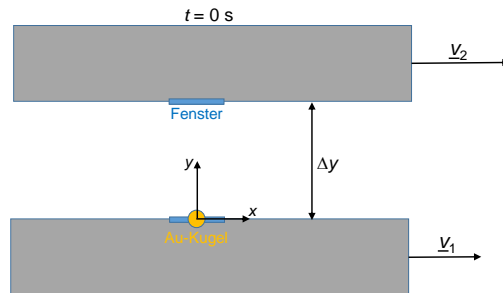 t = 0 s
v2
Fenster
y
Δy
x
Au-Kugel
v1